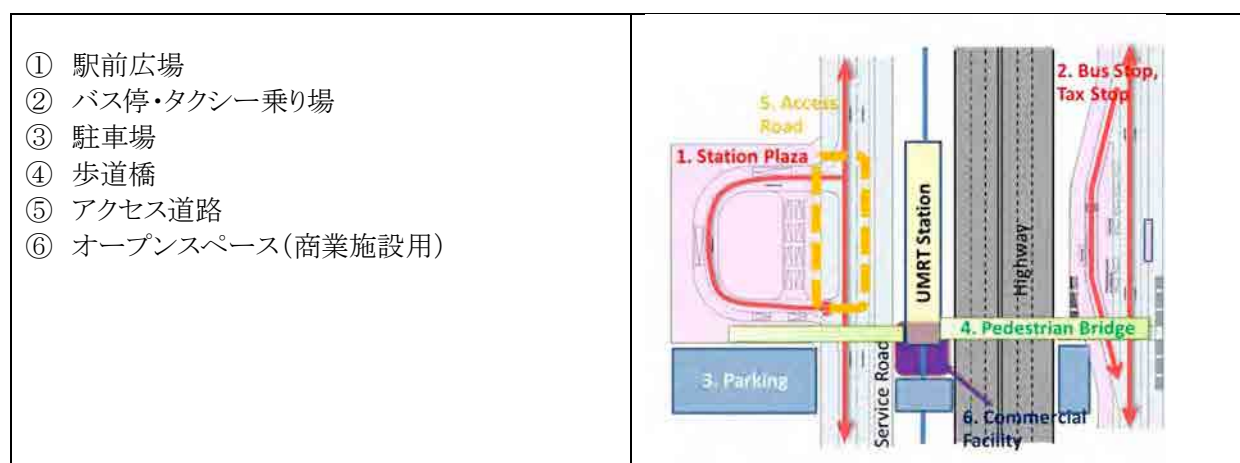 ① 駅前広場
② バス停・タクシー乗り場
③ 駐車場
④ 歩道橋
⑤ アクセス道路
⑥ オープンスペース（商業施設用）
2. Bus Stop,
Tax Stop
5. Access
Road
1. Station Plaza
UMRT Station
Highway
4. Pedestrian Bridge
3. Parking
Service Road
6. Commercial
Facility